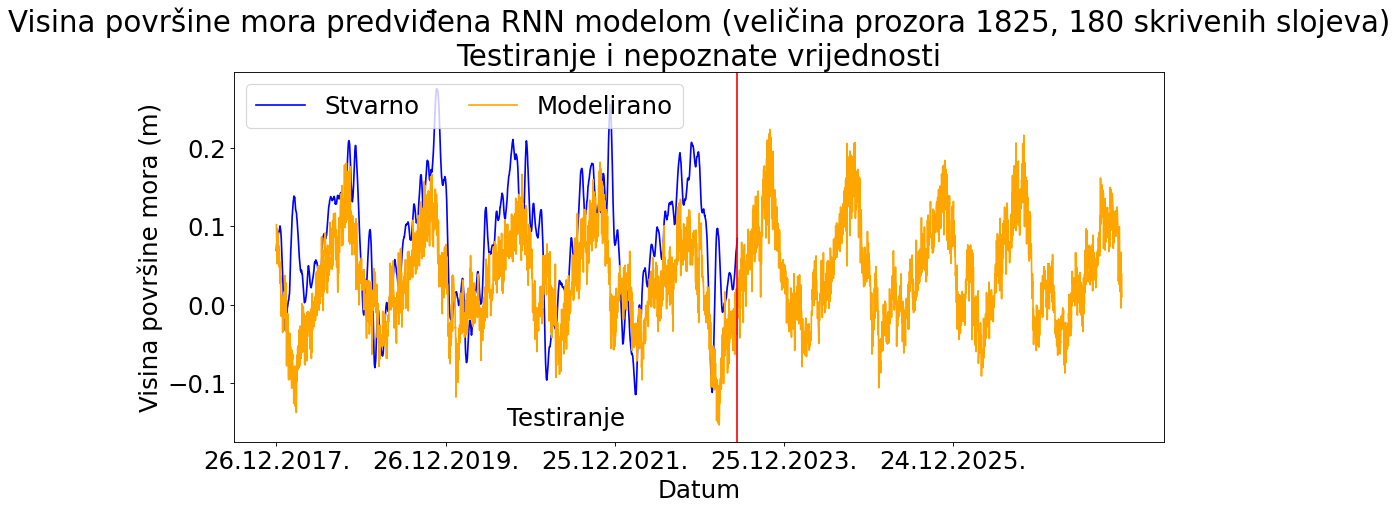 Visina površine mora predviđena RNN modelom (veličina prozora 1825, 180 skrivenih slojeva)
Testiranje i nepoznate vrijednosti
Stvarno
Modelirano
Visina površine mora (m)
0.2
0.1
0.0
−0.1
Testiranje
26.12.2017.
26.12.2019.
25.12.2021.
25.12.2023.
24.12.2025.
Datum